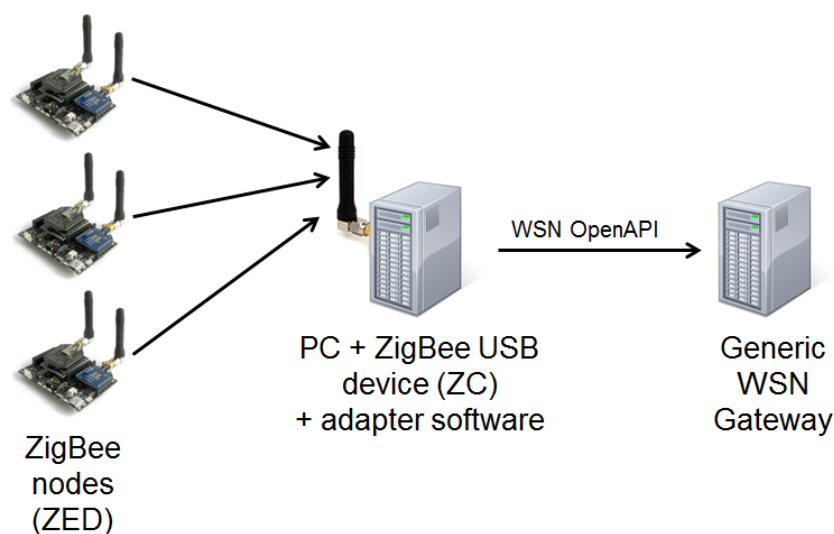 WSN OpenAPI
PC + ZigBee USB
device (ZC)
+ adapter software
Generic
WSN
Gateway
ZigBee
nodes
(ZED)